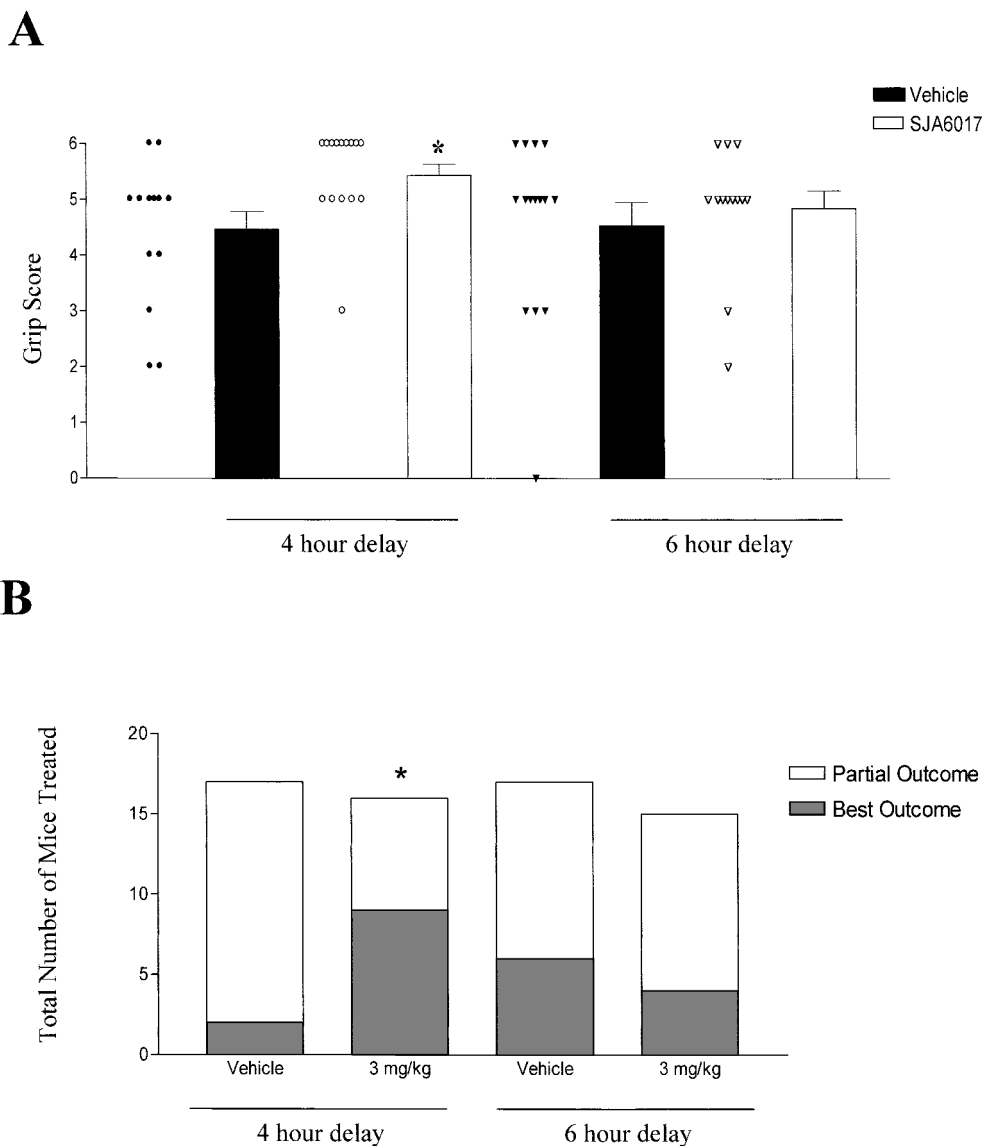 A
Vehicle
SJA6017
6
5
4
3
2
1
0
Grip Score
*
4 hour delay
6 hour delay
B
20
15
10
5
0
Total Number of Mice Treated
*
Partial Outcome
Best Outcome
Vehicle
3 mg/kg
Vehicle
3 mg/kg
4 hour delay
6 hour delay